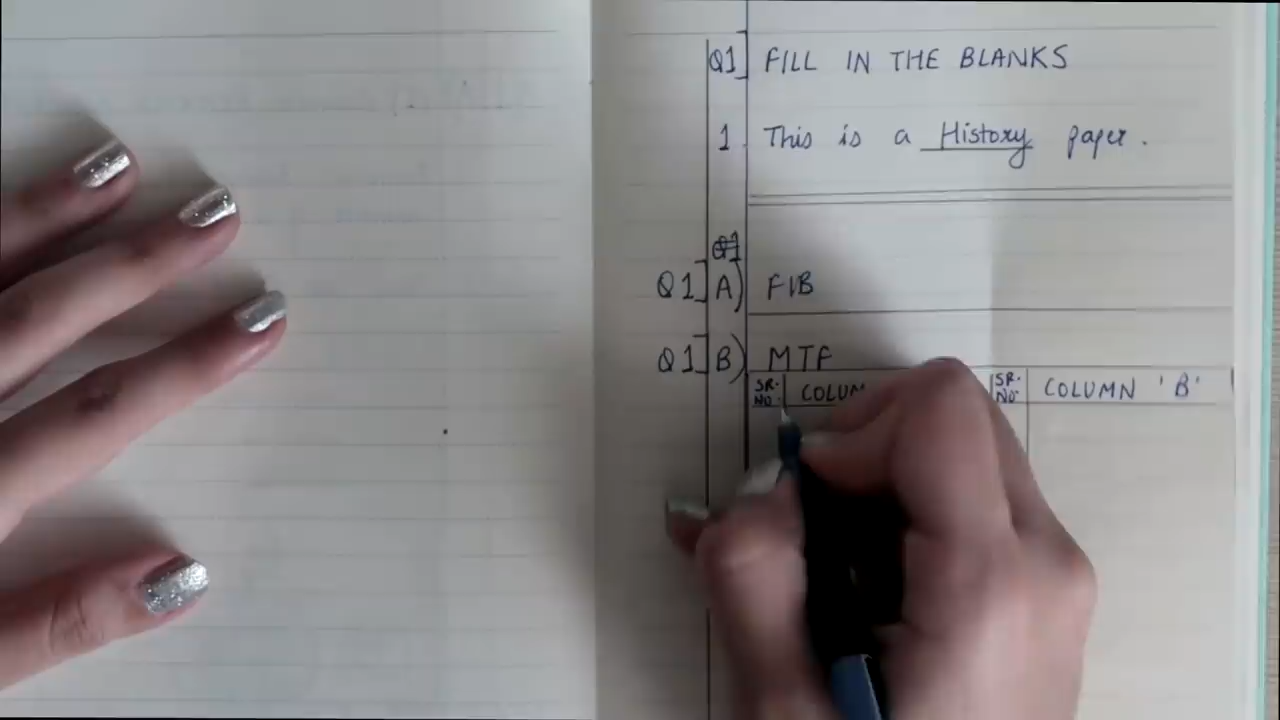 Q1] FILL IN THE BLANKS
1. This is a History paper.
Q1
Q1] A) FIB
Q1] B) MTF
SR. NO. COLUM SR. NO. COLUMN 'B'